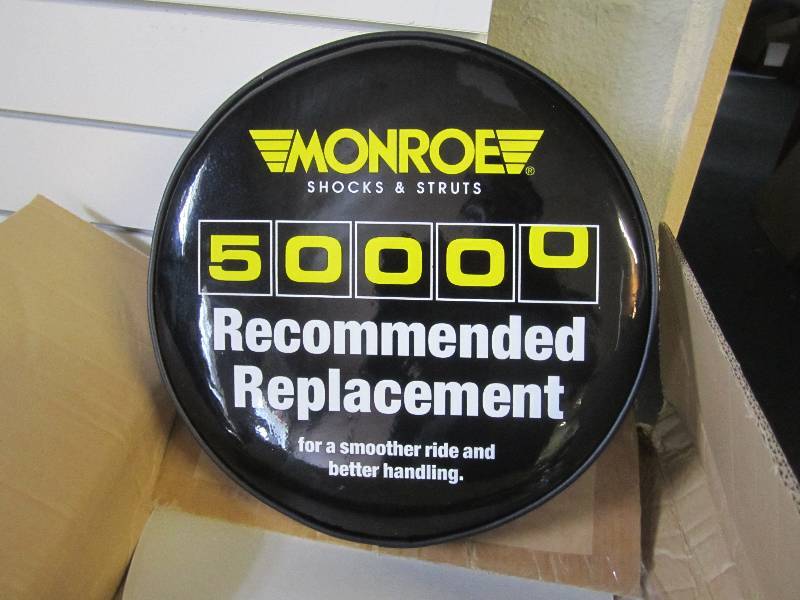 MONROE®
SHOCKS & STRUTS
50000
Recommended
Replacement
for a smoother ride and
better handling.